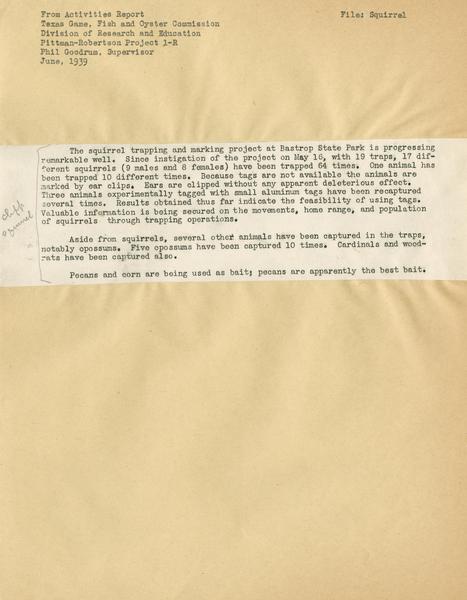 From Activities Report
File: Squirrel
Texas Game, Fish and Oyster Commission
Division of Research and Education
Pittman-Robertson Project 1-R
Phil Goodrum, Supervisor
June, 1939
The squirrel trapping and marking project at Bastrop State Park is progressing
remarkable well. Since instigation of the project on May 16, with 19 traps, 17 dif-
ferent squirrels (9 males and 8 females) have been trapped 64 times. One animal has
been trapped 10 different times. Because tags are not available the animals are
marked by ear clips. Ears are clipped without any apparent deleterious effect.
Three animals experimentally tagged with small aluminum tags have been recaptured
several times. Results obtained thus far indicate the feasibility of using tags.
Valuable information is being secured on the movements, home range, and population
of squirrels through trapping operations.
Aside from squirrels, several other animals have been captured in the traps,
notably opossums. Five opossums have been captured 10 times. Cardinals and wood-
rats have been captured also.
Pecans and corn are being used as bait; pecans are apparently the best bait.